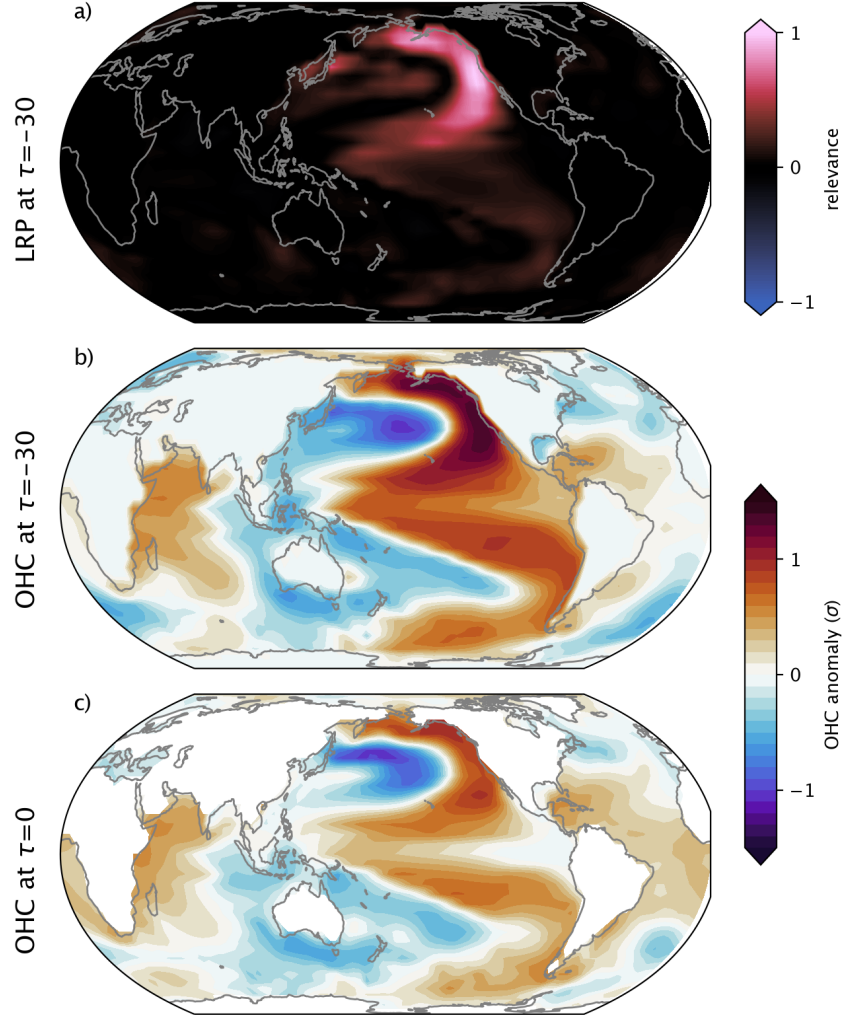 a)
LRP at τ=−30
1
0
−1
relevance
b)
OHC at τ=−30
1
0
−1
OHC anomaly (σ)
c)
OHC at τ=0